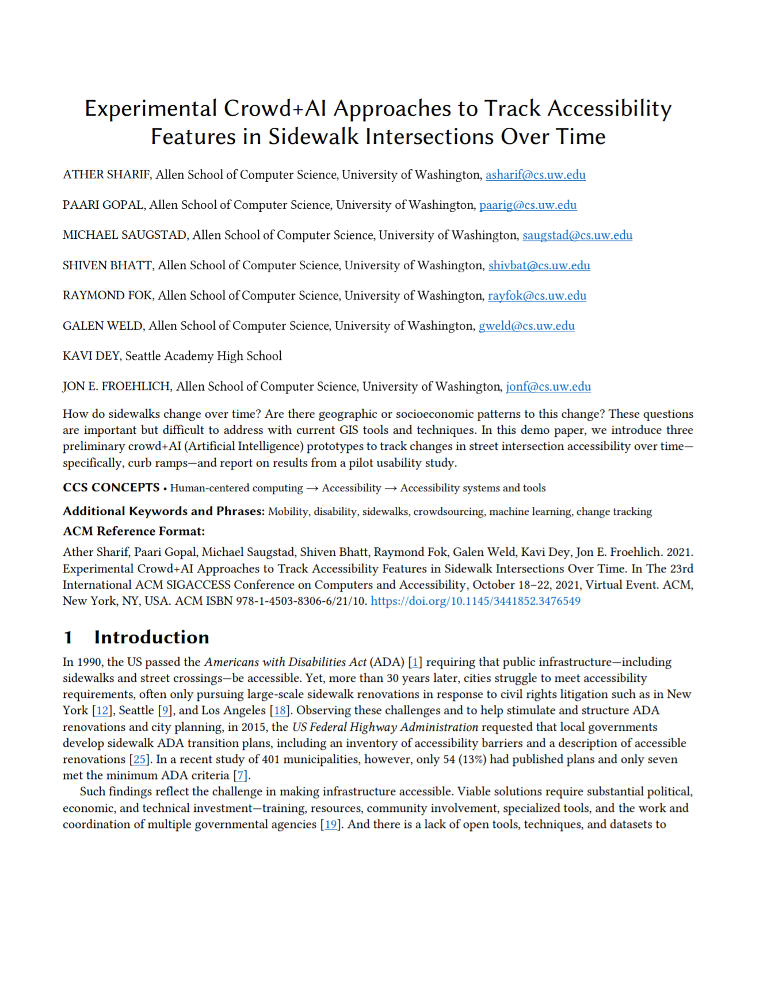 Experimental Crowd+AI Approaches to Track Accessibility
Features in Sidewalk Intersections Over Time
ATHER SHARIF, Allen School of Computer Science, University of Washington, asharif@cs.uw.edu
PAARI GOPAL, Allen School of Computer Science, University of Washington, paarig@cs.uw.edu
MICHAEL SAUGSTAD, Allen School of Computer Science, University of Washington, saugstad@cs.uw.edu
SHIVEN BHATT, Allen School of Computer Science, University of Washington, shivbat@cs.uw.edu
RAYMOND FOK, Allen School of Computer Science, University of Washington, rayfok@cs.uw.edu
GALEN WELD, Allen School of Computer Science, University of Washington, gweld@cs.uw.edu
KAVI DEY, Seattle Academy High School
JON E. FROEHLICH, Allen School of Computer Science, University of Washington, jonf@cs.uw.edu
How do sidewalks change over time? Are there geographic or socioeconomic patterns to this change? These questions
are important but difficult to address with current GIS tools and techniques. In this demo paper, we introduce three
preliminary crowd+AI (Artificial Intelligence) prototypes to track changes in street intersection accessibility over time—
specifically, curb ramps—and report on results from a pilot usability study.
CCS CONCEPTS • Human-centered computing → Accessibility → Accessibility systems and tools
Additional Keywords and Phrases: Mobility, disability, sidewalks, crowdsourcing, machine learning, change tracking
ACM Reference Format:
Ather Sharif, Paari Gopal, Michael Saugstad, Shiven Bhatt, Raymond Fok, Galen Weld, Kavi Dey, Jon E. Froehlich. 2021.
Experimental Crowd+AI Approaches to Track Accessibility Features in Sidewalk Intersections Over Time. In The 23rd
International ACM SIGACCESS Conference on Computers and Accessibility, October 18–22, 2021, Virtual Event. ACM,
New York, NY, USA. ACM ISBN 978-1-4503-8306-6/21/10. https://doi.org/10.1145/3441852.3476549
1 Introduction
In 1990, the US passed the Americans with Disabilities Act (ADA) [1] requiring that public infrastructure—including
sidewalks and street crossings—be accessible. Yet, more than 30 years later, cities struggle to meet accessibility
requirements, often only pursuing large-scale sidewalk renovations in response to civil rights litigation such as in New
York [12], Seattle [9], and Los Angeles [18]. Observing these challenges and to help stimulate and structure ADA
renovations and city planning, in 2015, the US Federal Highway Administration requested that local governments
develop sidewalk ADA transition plans, including an inventory of accessibility barriers and a description of accessible
renovations [25]. In a recent study of 401 municipalities, however, only 54 (13%) had published plans and only seven
met the minimum ADA criteria [7].
Such findings reflect the challenge in making infrastructure accessible. Viable solutions require substantial political,
economic, and technical investment—training, resources, community involvement, specialized tools, and the work and
coordination of multiple governmental agencies [19]. And there is a lack of open tools, techniques, and datasets to